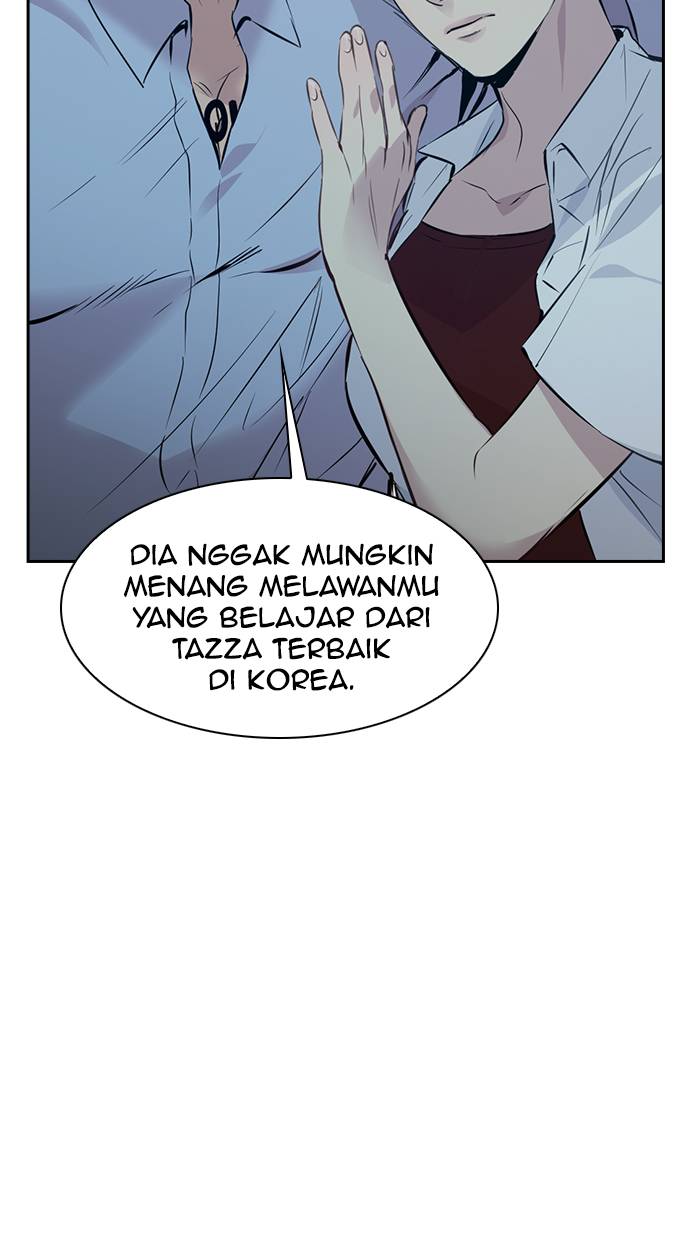 DIA NGGAK MUNGKIN
MENANG MELAWANMU
YANG BELAJAR DARI
TAZZA TERBAIK
DI KOREA.